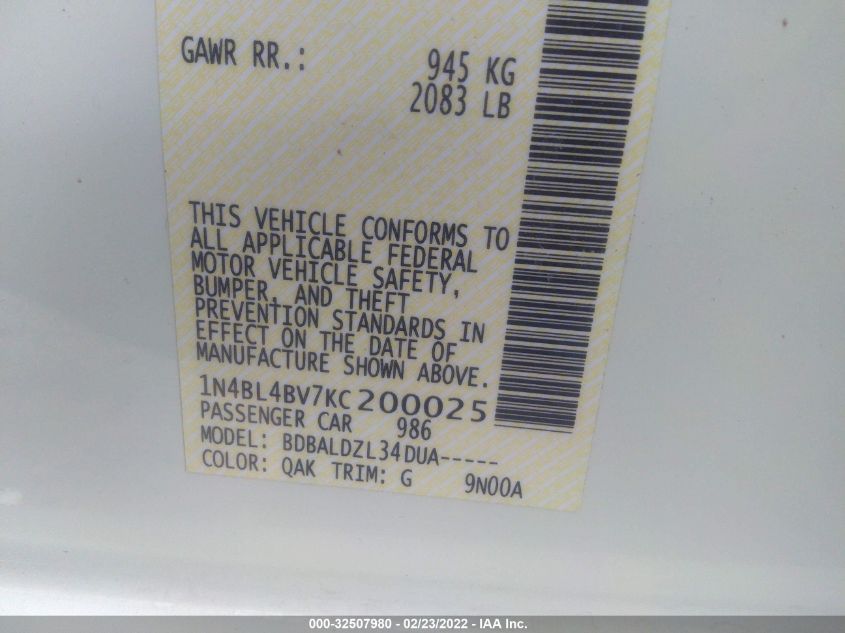 GAWR RR.: 945 KG
2083 LB
THIS VEHICLE CONFORMS TO
ALL APPLICABLE FEDERAL
MOTOR VEHICLE SAFETY,
BUMPER, AND THEFT
PREVENTION STANDARDS IN
EFFECT ON THE DATE OF
MANUFACTURE SHOWN ABOVE.
1N4BL4BV7KC200025
PASSENGER CAR 986
MODEL: BDBALDZL34DUA-----
COLOR: QAK TRIM: G 9N00A
000-32507980 - 02/23/2022 - IAA Inc.